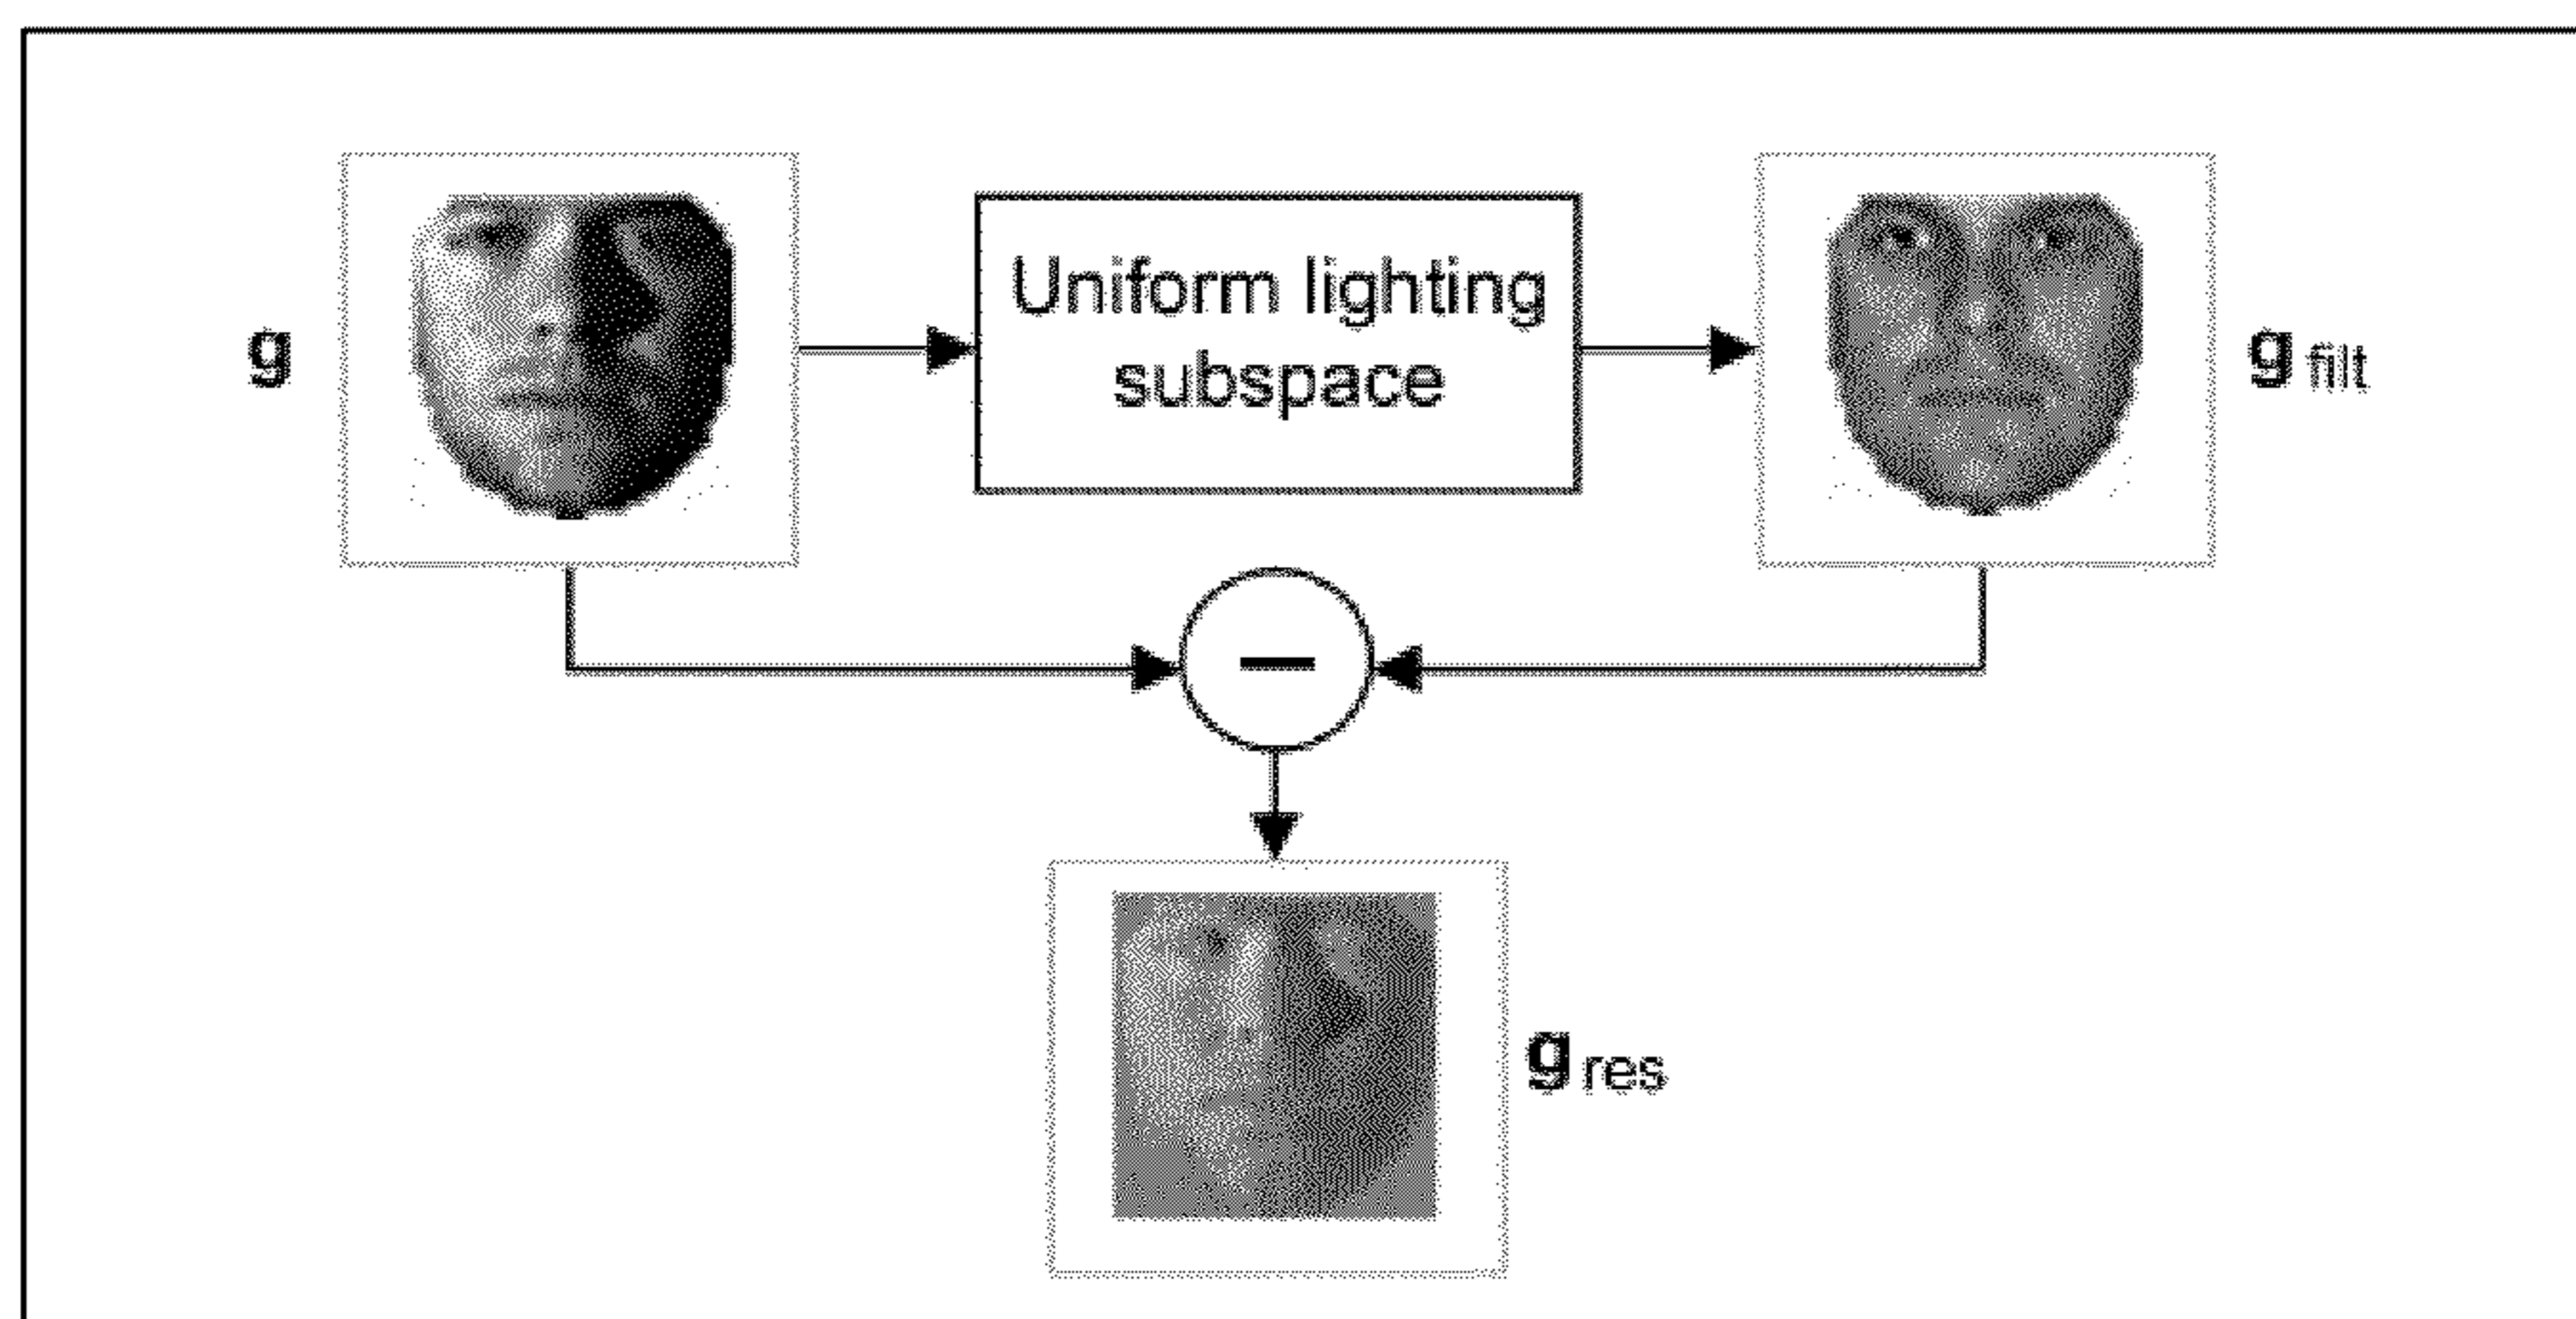 g
Uniform lighting
subspace
g filt
–
g res